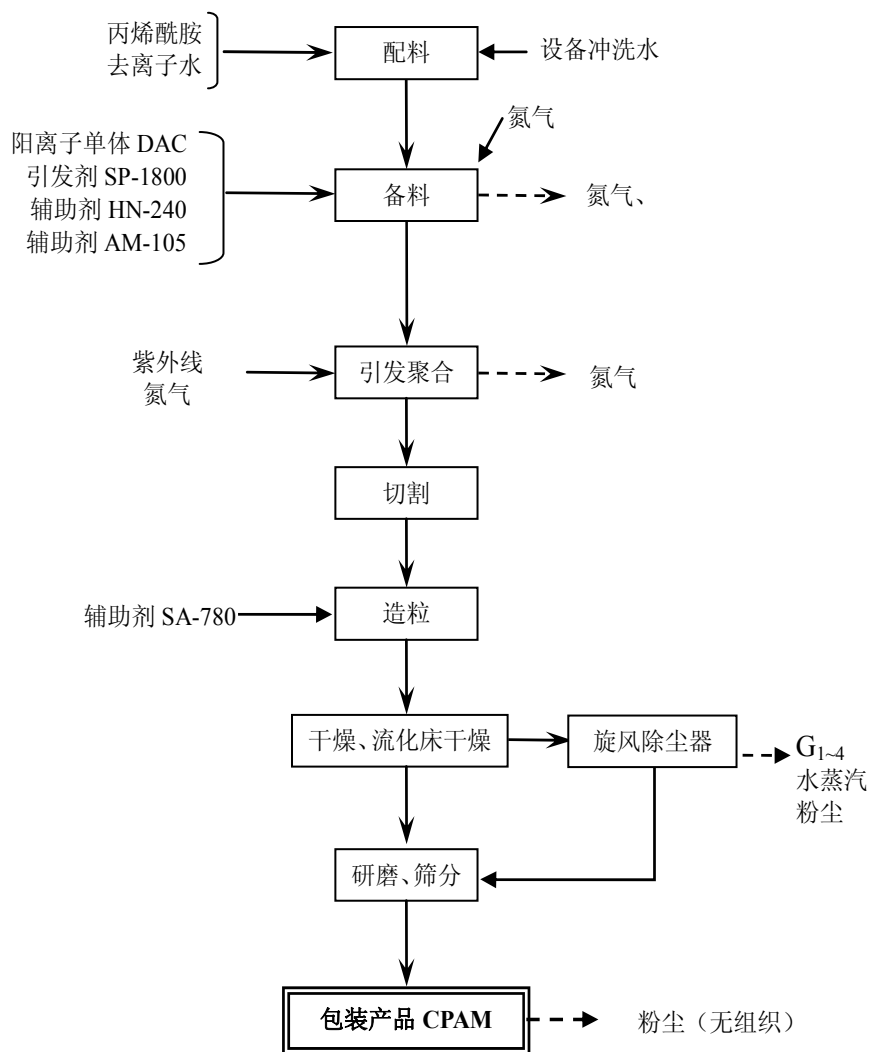 丙烯酰胺
去离子水
配料
设备冲洗水
氮气
阳离子单体 DAC
引发剂 SP-1800
辅助剂 HN-240
辅助剂 AM-105
备料
氮气、
紫外线
氮气
引发聚合
氮气
切割
辅助剂 SA-780
造粒
干燥、流化床干燥
旋风除尘器
G1~4
水蒸汽
粉尘
研磨、筛分
包装产品 CPAM
粉尘（无组织）